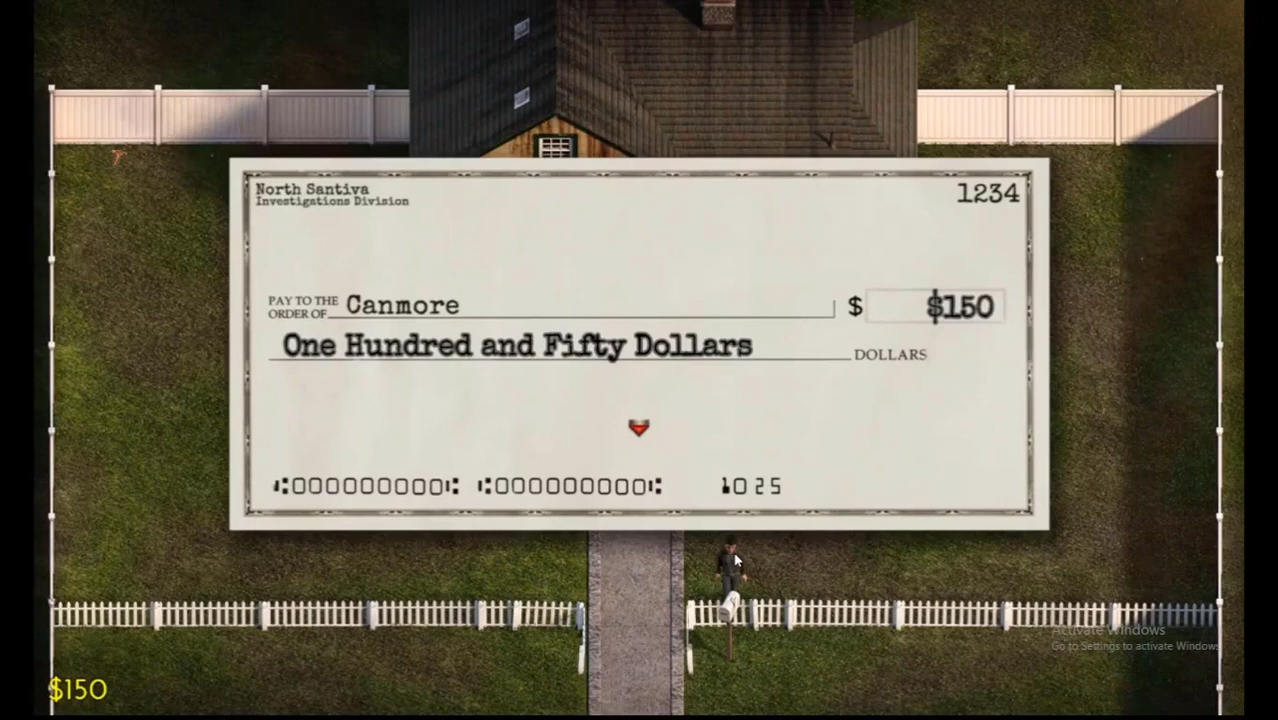 North Santiva
Investigations Division
1234
PAY TO THE
ORDER OF
Canmore
$
$150
One Hundred and Fifty Dollars
DOLLARS
⑆000000000⑆ ⑆000000000⑆ 1025
Activate Windows
Go to Settings to activate Windows
$150